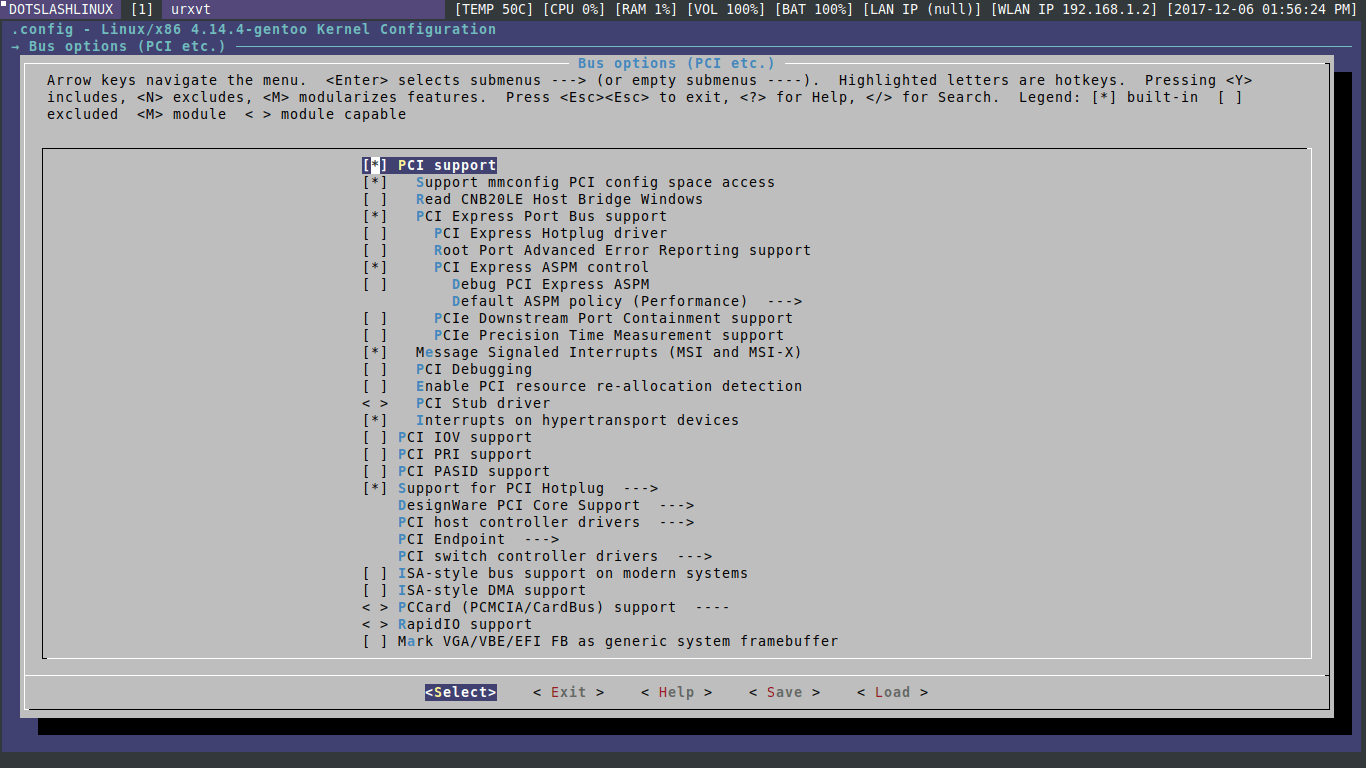 DOTSLASHLINUX [1] urxvt [TEMP 50C] [CPU 0%] [RAM 1%] [VOL 100%] [BAT 100%] [LAN IP (null)] [WLAN IP 192.168.1.2] [2017-12-06 01:56:24 PM]
.config - Linux/x86 4.14.4-gentoo Kernel Configuration
→ Bus options (PCI etc.)
Bus options (PCI etc.)
Arrow keys navigate the menu.  <Enter> selects submenus ---> (or empty submenus ----).  Highlighted letters are hotkeys.  Pressing <Y>
includes, <N> excludes, <M> modularizes features.  Press <Esc><Esc> to exit, <?> for Help, </> for Search.  Legend: [*] built-in  [ ]
excluded  <M> module  < > module capable
[*] PCI support
[*]   Support mmconfig PCI config space access
[ ]   Read CNB20LE Host Bridge Windows
[*]   PCI Express Port Bus support
[ ]     PCI Express Hotplug driver
[ ]     Root Port Advanced Error Reporting support
[*]     PCI Express ASPM control
[ ]       Debug PCI Express ASPM
Default ASPM policy (Performance)  --->
[ ]     PCIe Downstream Port Containment support
[ ]     PCIe Precision Time Measurement support
[*]   Message Signaled Interrupts (MSI and MSI-X)
[ ]   PCI Debugging
[ ]   Enable PCI resource re-allocation detection
< >   PCI Stub driver
[*]   Interrupts on hypertransport devices
[ ] PCI IOV support
[ ] PCI PRI support
[ ] PCI PASID support
[*] Support for PCI Hotplug  --->
DesignWare PCI Core Support  --->
PCI host controller drivers  --->
PCI Endpoint  --->
PCI switch controller drivers  --->
[ ] ISA-style bus support on modern systems
[ ] ISA-style DMA support
< > PCCard (PCMCIA/CardBus) support  ----
< > RapidIO support
[ ] Mark VGA/VBE/EFI FB as generic system framebuffer
<Select>    < Exit >    < Help >    < Save >    < Load >